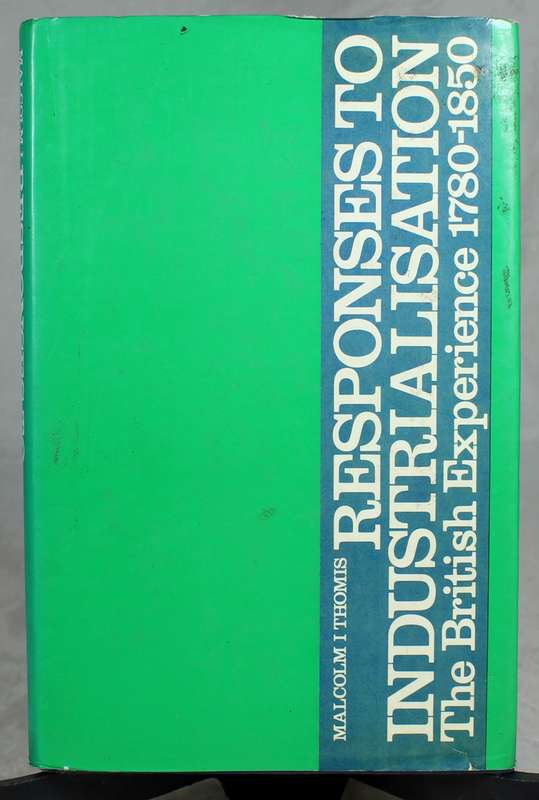 MALCOLM I THOMIS RESPONSES TO
INDUSTRIALISATION
The British Experience 1780-1850